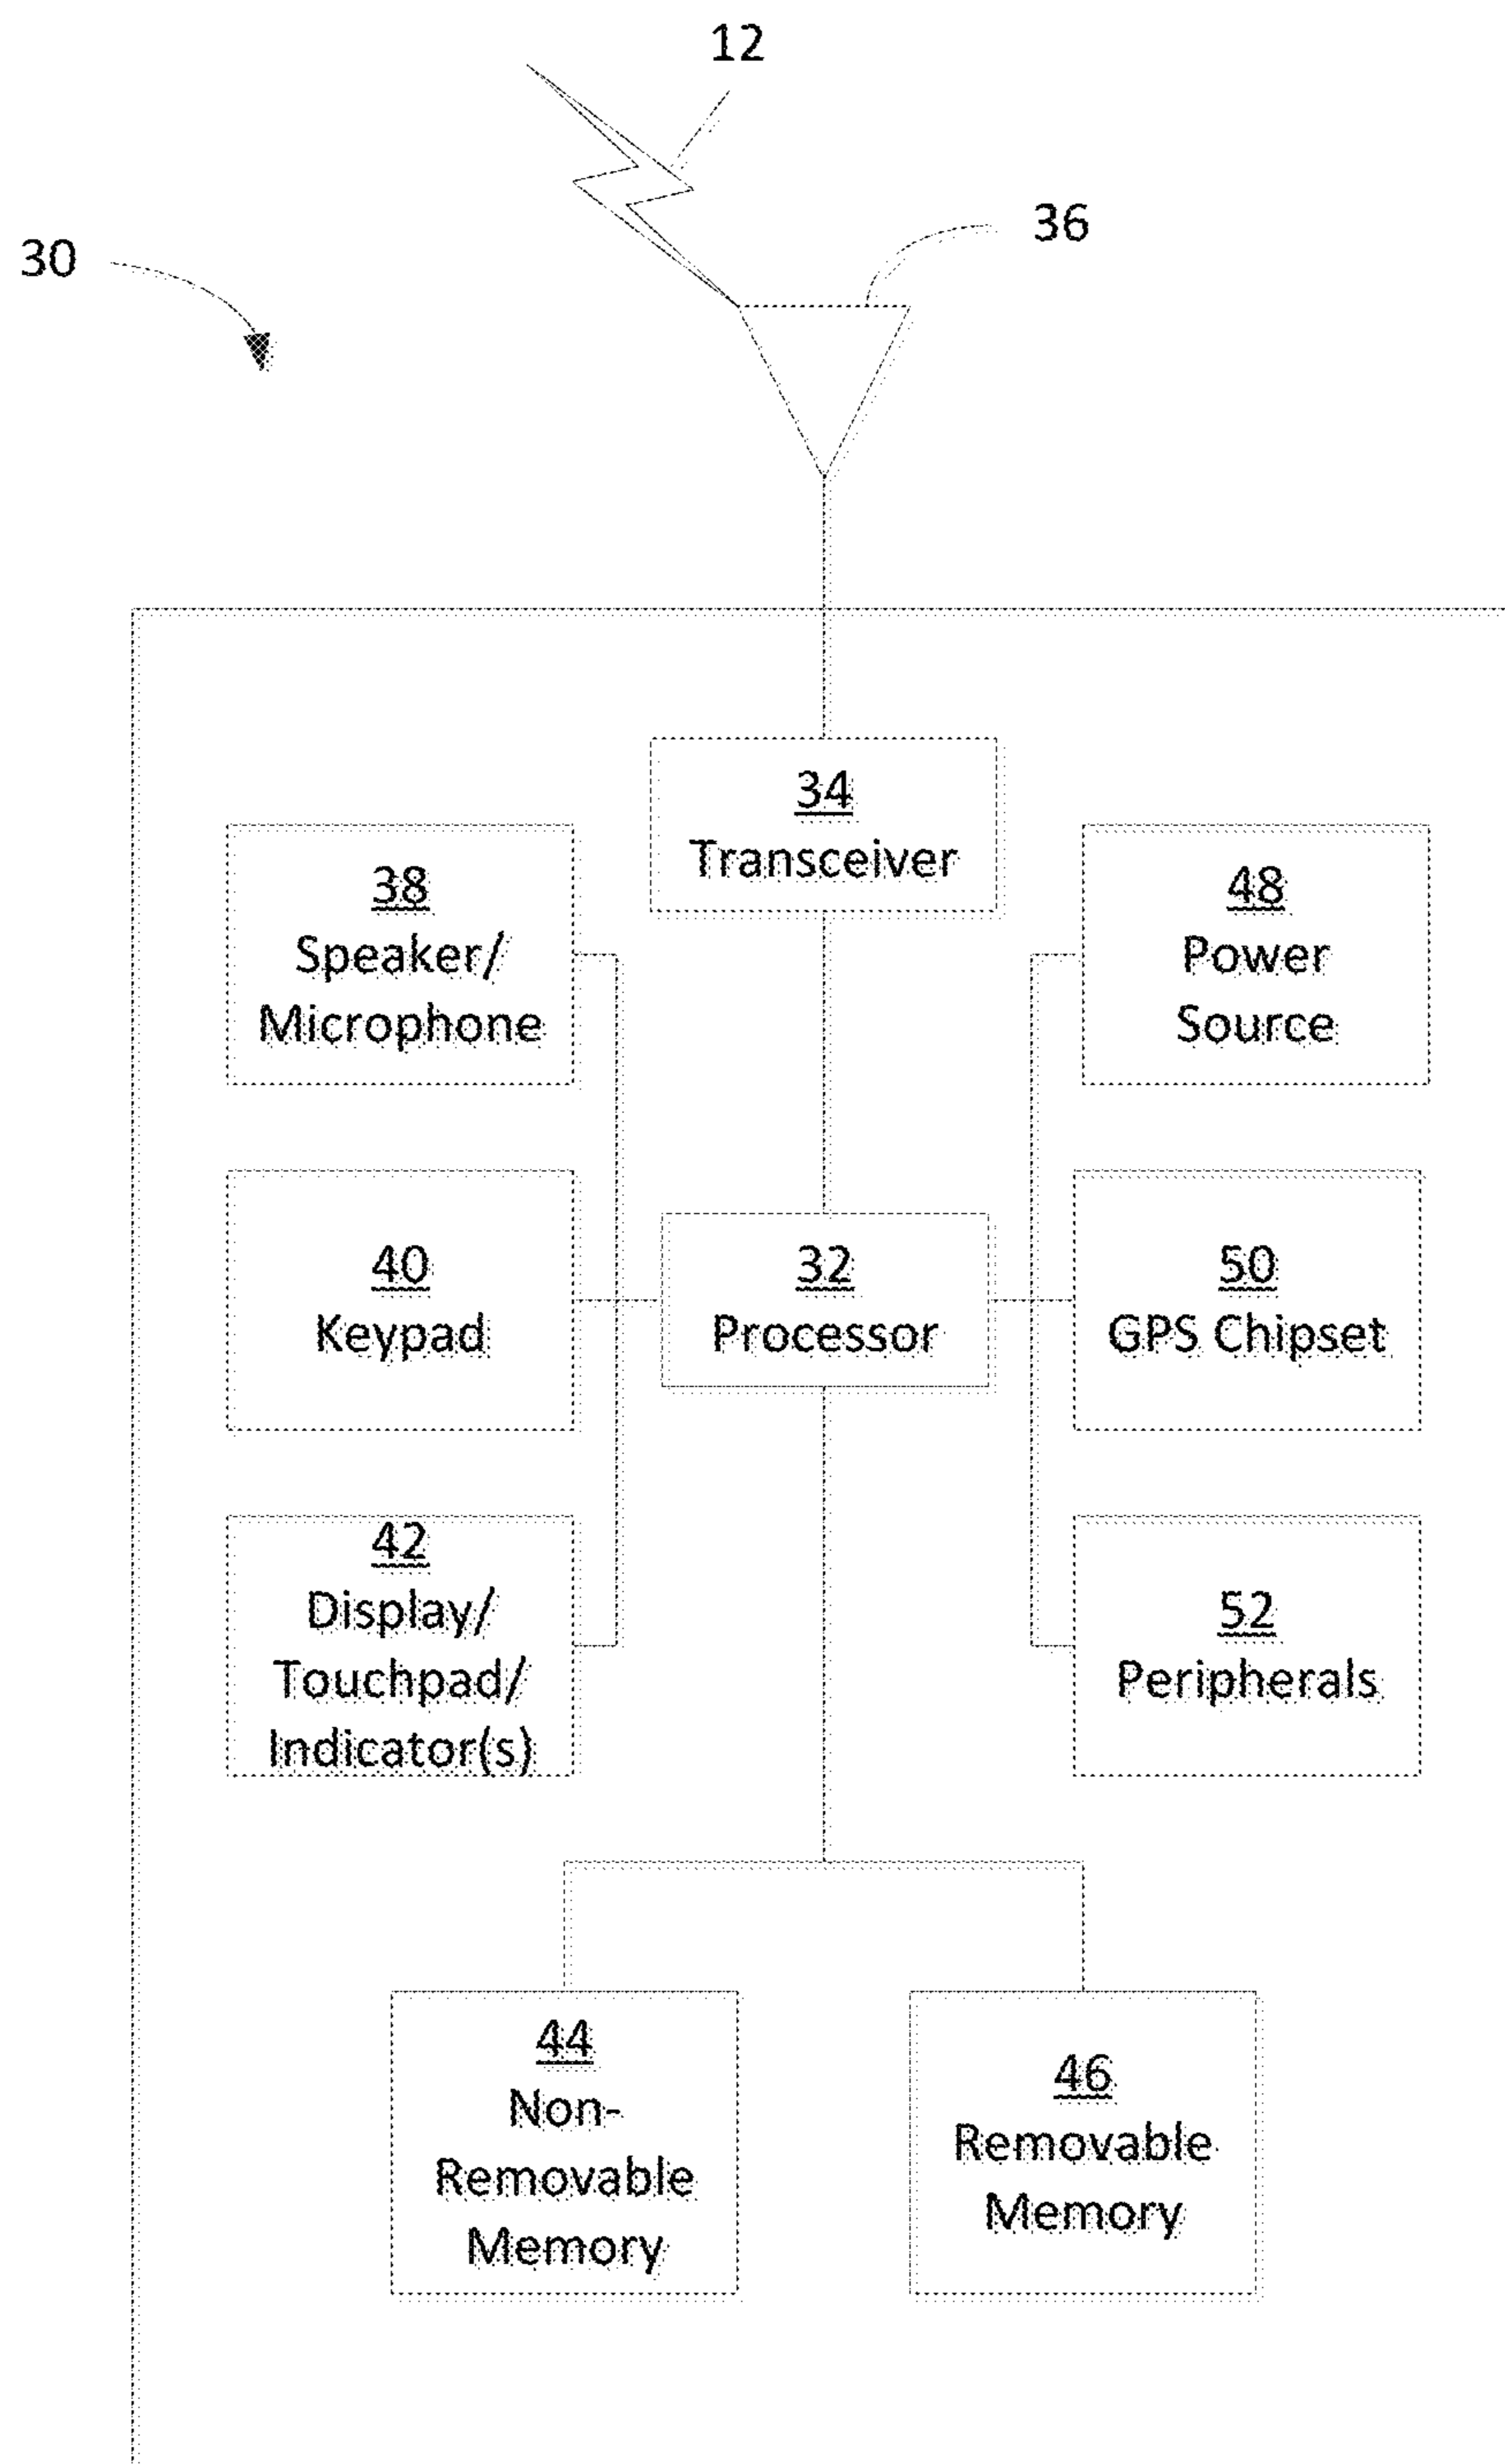 12
36
30
34
Transceiver
38
Speaker/
Microphone
48
Power
Source
40
Keypad
32
Processor
50
GPS Chipset
42
Display/
Touchpad/
Indicator(s)
52
Peripherals
44
Non-
Removable
Memory
46
Removable
Memory